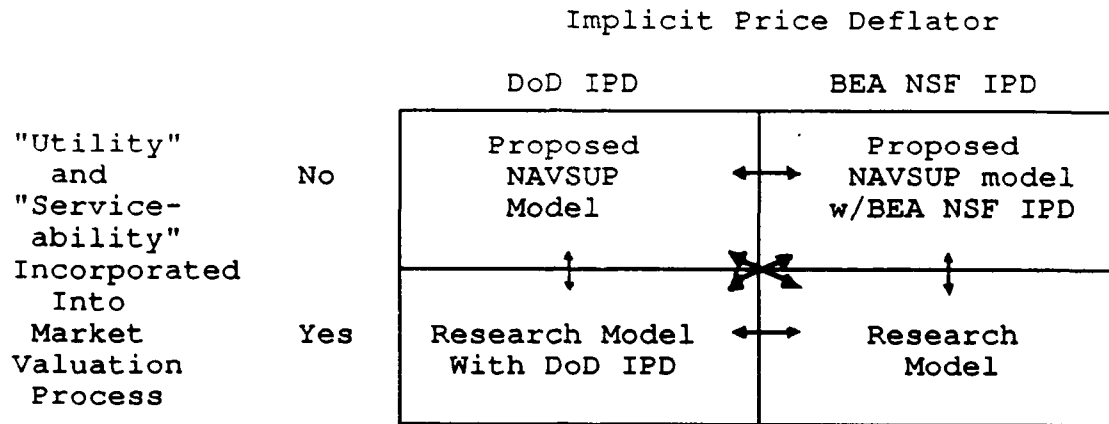 Implicit Price Deflator
DoD IPD
BEA NSF IPD
"Utility"
and
"Service-
ability"
Incorporated
Into
Market
Valuation
Process
No
Proposed
NAVSUP
Model
Proposed
NAVSUP model
w/BEA NSF IPD
Yes
Research Model
With DoD IPD
Research
Model